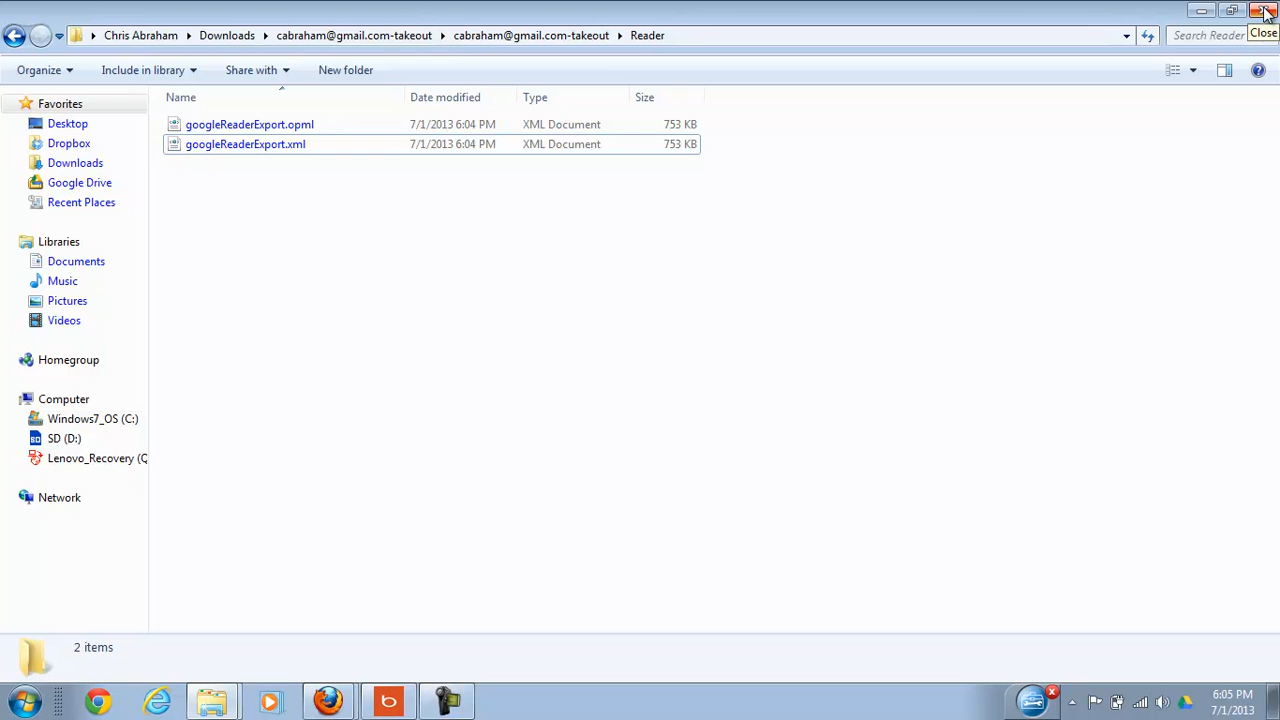 Close
Chris Abraham Downloads cabraham@gmail.com-takeout cabraham@gmail.com-takeout Reader Search Reader
Organize Include in library Share with New folder
Name Date modified Type Size
googleReaderExport.opml 7/1/2013 6:04 PM XML Document 753 KB
googleReaderExport.xml 7/1/2013 6:04 PM XML Document 753 KB
Favorites
Desktop
Dropbox
Downloads
Google Drive
Recent Places
Libraries
Documents
Music
Pictures
Videos
Homegroup
Computer
Windows7_OS (C:)
SD (D:)
Lenovo_Recovery (Q
Network
2 items
6:05 PM
7/1/2013